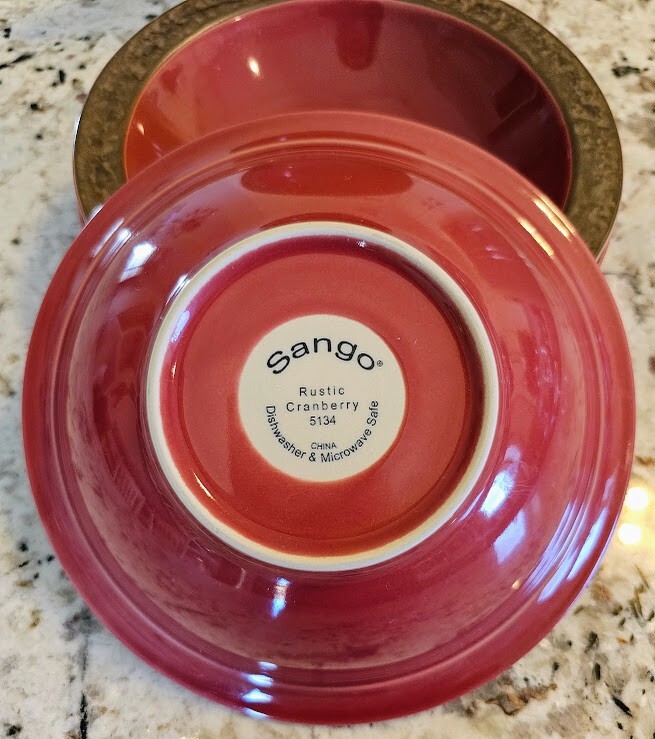 Sango®
Rustic
Cranberry
5134
CHINA
Dishwasher & Microwave Safe